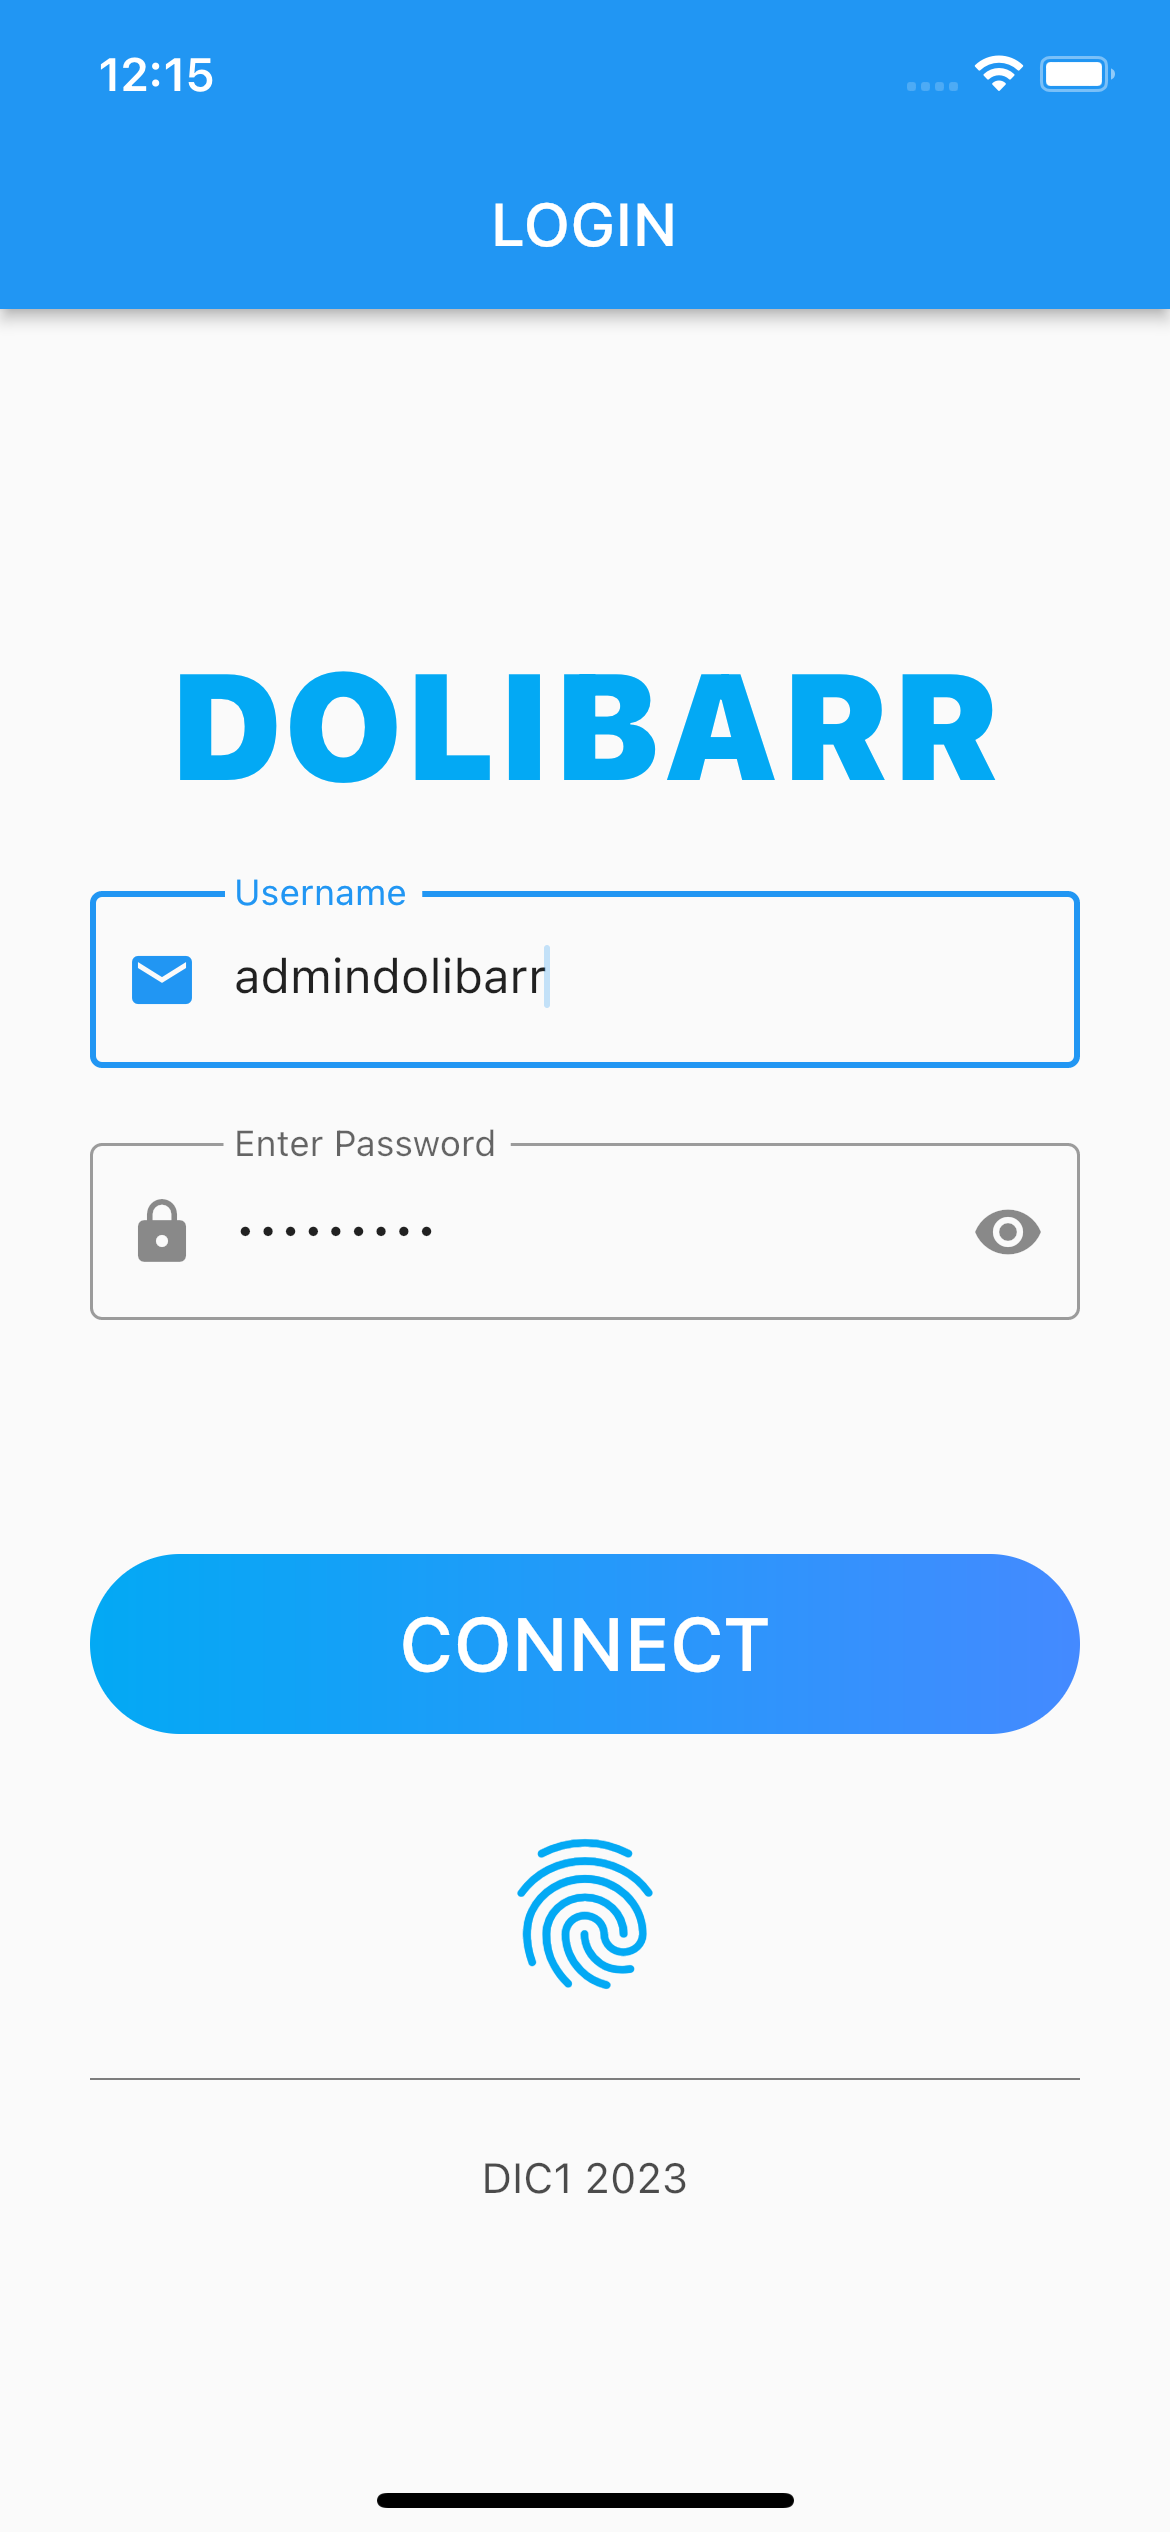 12:15
LOGIN
DOLIBARR
Username
admindolibarr
Enter Password
•••••••••
CONNECT
DIC1 2023